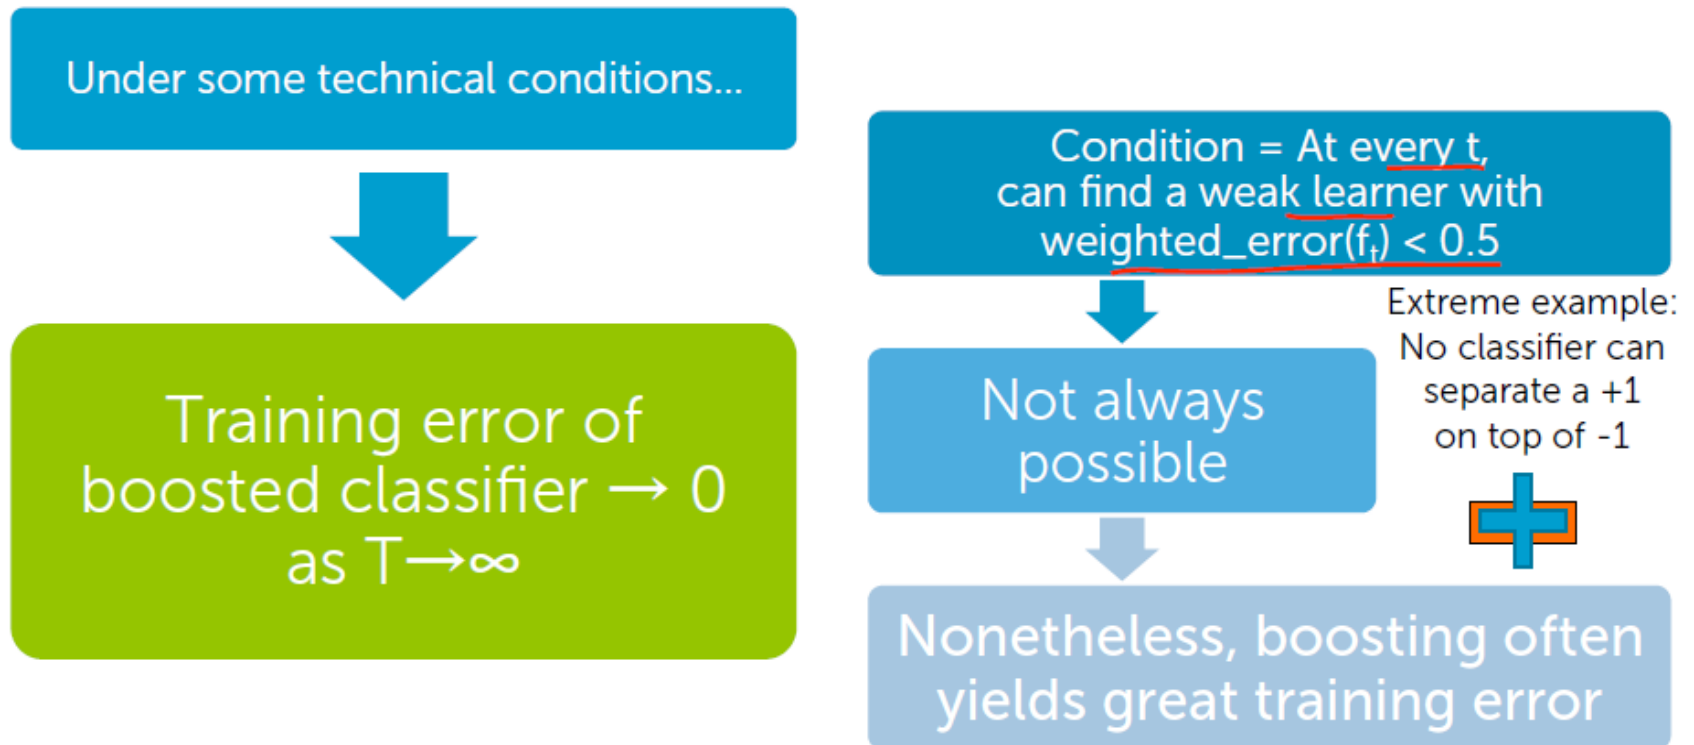 Under some technical conditions...
Training error of
boosted classifier → 0
as T→∞
Condition = At every t,
can find a weak learner with
weighted_error(fₜ) < 0.5
Extreme example:
No classifier can
separate a +1
on top of -1
Not always
possible
Nonetheless, boosting often
yields great training error